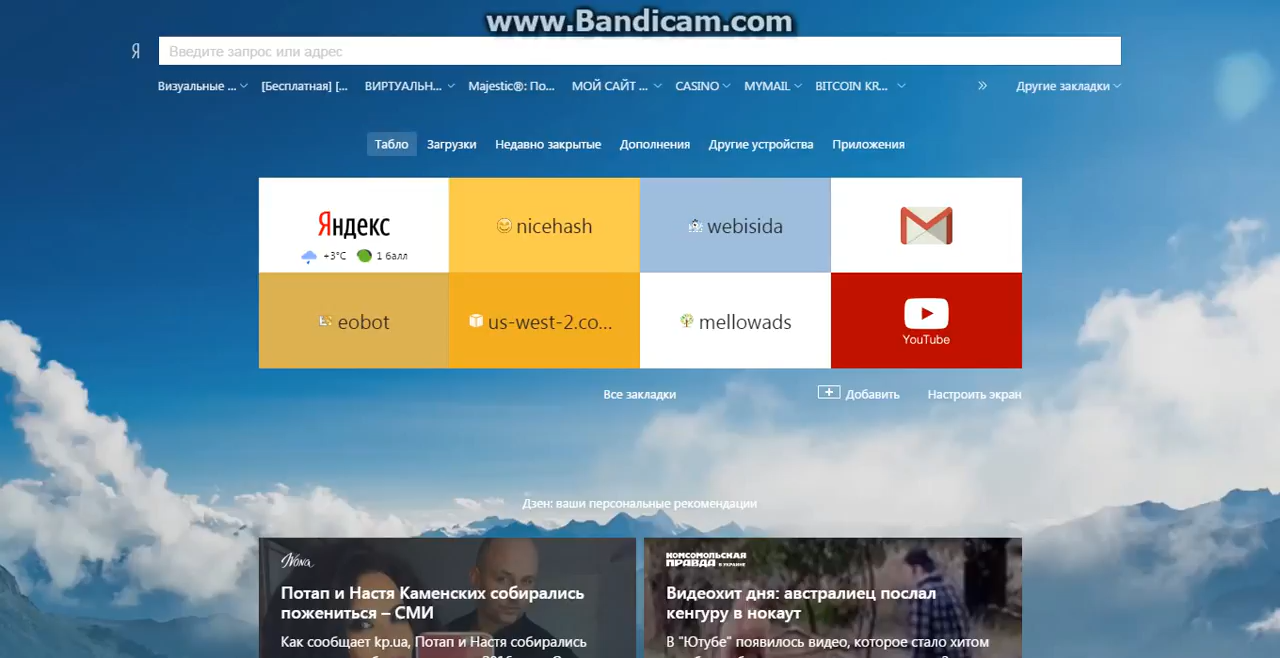 www.Bandicam.com
Я
Введите запрос или адрес
Визуальные ... [Бесплатная] [... ВИРТУАЛЬН... Majestic®: По... МОЙ САЙТ ... CASINO MYMAIL BITCOIN KR... » Другие закладки
Табло Загрузки Недавно закрытые Дополнения Другие устройства Приложения
Яндекс
+3°C 1 балл
nicehash
webisida
eobot
us-west-2.co...
mellowads
YouTube
Все закладки Добавить Настроить экран
Дзен: ваши персональные рекомендации
Wona
Потап и Настя Каменских собирались
пожениться – СМИ
Как сообщает kp.ua, Потап и Настя собирались
КОМСОМОЛЬСКАЯ
ПРАВДА В УКРАИНЕ
Видеохит дня: австралиец послал
кенгуру в нокаут
В "Ютубе" появилось видео, которое стало хитом